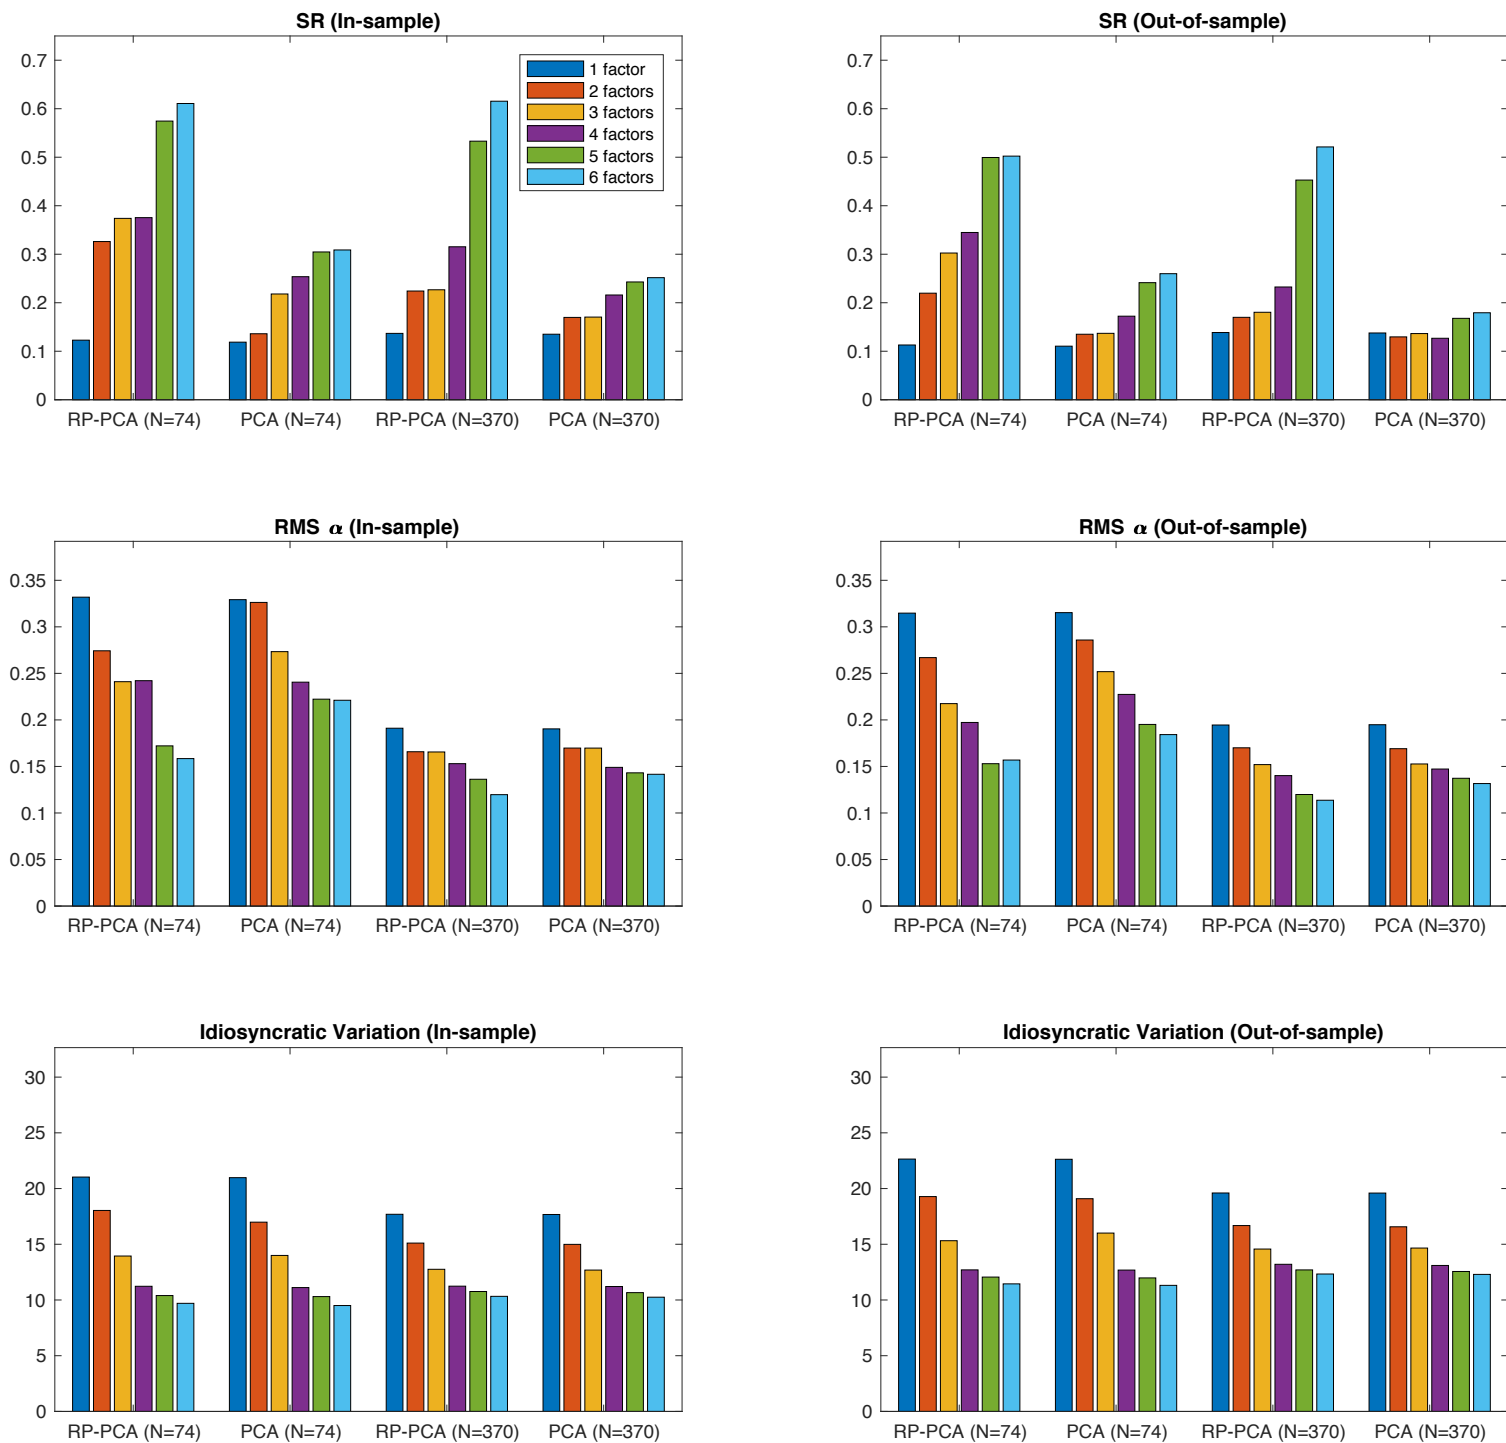 SR (In-sample)
0.7
0.6
0.5
0.4
0.3
0.2
0.1
0
1 factor
2 factors
3 factors
4 factors
5 factors
6 factors
RP-PCA (N=74) PCA (N=74) RP-PCA (N=370) PCA (N=370)
SR (Out-of-sample)
0.7
0.6
0.5
0.4
0.3
0.2
0.1
0
RP-PCA (N=74) PCA (N=74) RP-PCA (N=370) PCA (N=370)
RMS α (In-sample)
0.35
0.3
0.25
0.2
0.15
0.1
0.05
0
RP-PCA (N=74) PCA (N=74) RP-PCA (N=370) PCA (N=370)
RMS α (Out-of-sample)
0.35
0.3
0.25
0.2
0.15
0.1
0.05
0
RP-PCA (N=74) PCA (N=74) RP-PCA (N=370) PCA (N=370)
Idiosyncratic Variation (In-sample)
30
25
20
15
10
5
0
RP-PCA (N=74) PCA (N=74) RP-PCA (N=370) PCA (N=370)
Idiosyncratic Variation (Out-of-sample)
30
25
20
15
10
5
0
RP-PCA (N=74) PCA (N=74) RP-PCA (N=370) PCA (N=370)